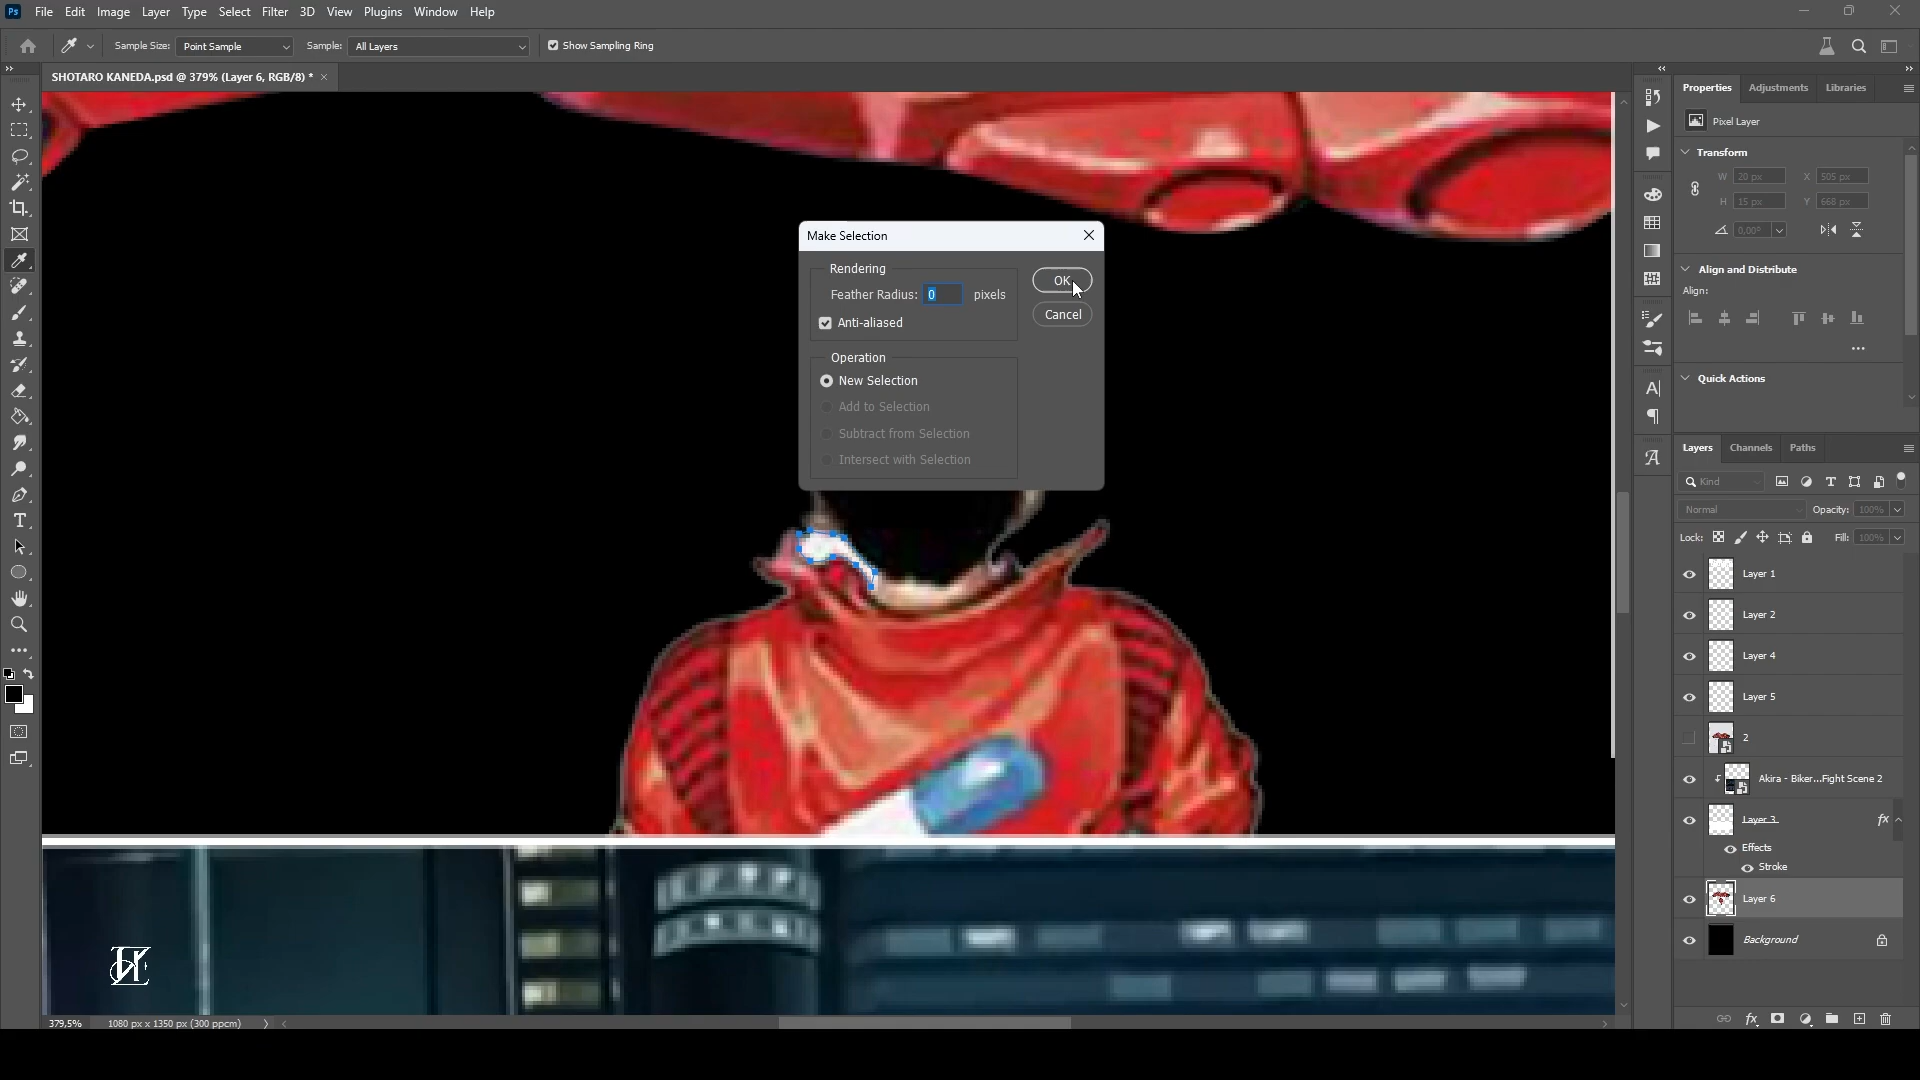 Ps File Edit Image Layer Type Select Filter 3D View Plugins Window Help
Sample Size: Point Sample Sample: All Layers Show Sampling Ring
SHOTARO KANEDA.psd @ 379% (Layer 6, RGB/8) *
Make Selection
Rendering
Feather Radius: 0 pixels
Anti-aliased
OK
Cancel
Operation
New Selection
Add to Selection
Subtract from Selection
Intersect with Selection
Properties Adjustments Libraries
Pixel Layer
Transform
W 20 px X 505 px
H 15 px Y 668 px
0,00°
Align and Distribute
Align:
Quick Actions
Layers Channels Paths
Kind
Normal Opacity: 100%
Lock: Fill: 100%
Layer 1
Layer 2
Layer 4
Layer 5
2
Akira - Biker...Fight Scene 2
Layer 3 fx
Effects
Stroke
Layer 6
Background
379,5% 1080 px x 1350 px (300 ppcm)